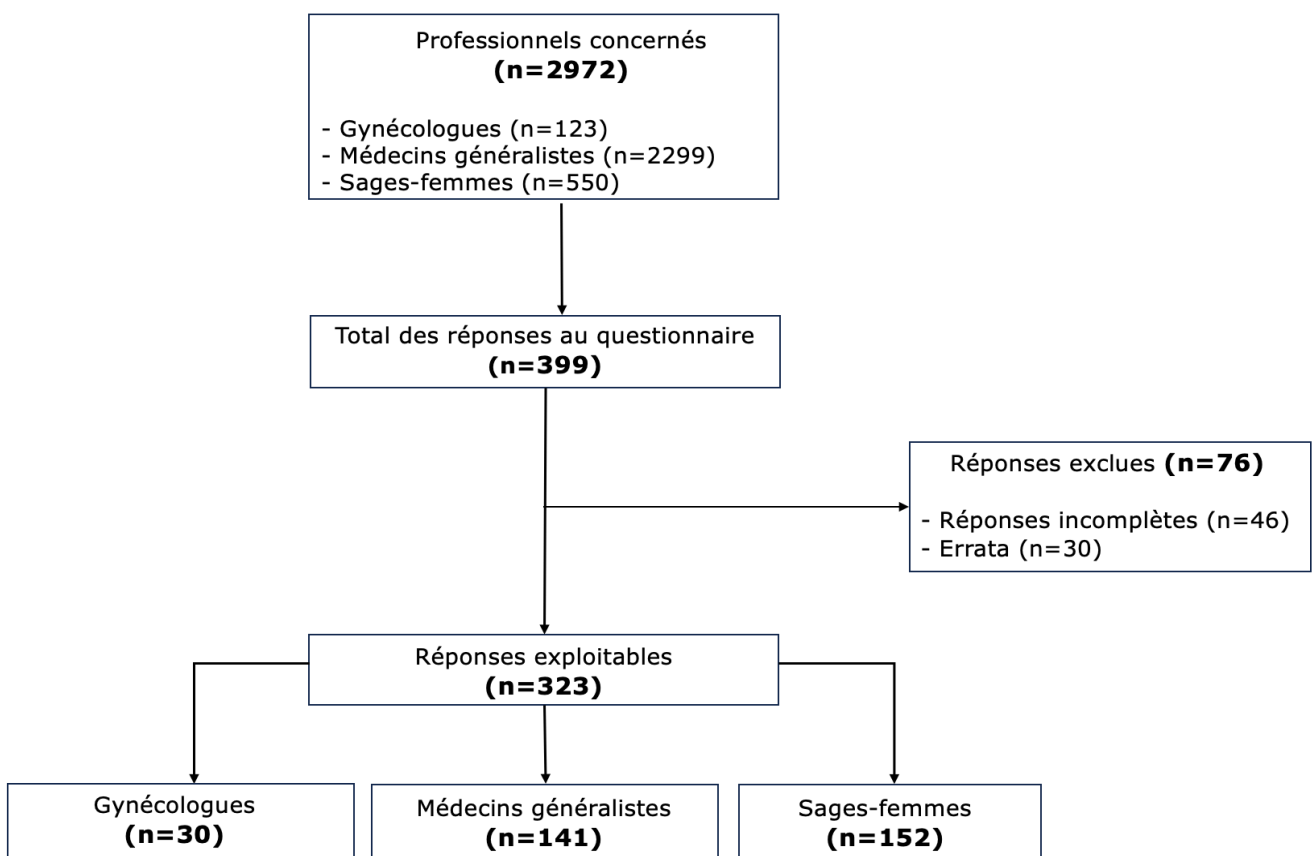 Professionnels concernés
(n=2972)
- Gynécologues (n=123)
- Médecins généralistes (n=2299)
- Sages-femmes (n=550)
Total des réponses au questionnaire
(n=399)
Réponses exclues (n=76)
- Réponses incomplètes (n=46)
- Errata (n=30)
Réponses exploitables
(n=323)
Gynécologues
(n=30)
Médecins généralistes
(n=141)
Sages-femmes
(n=152)